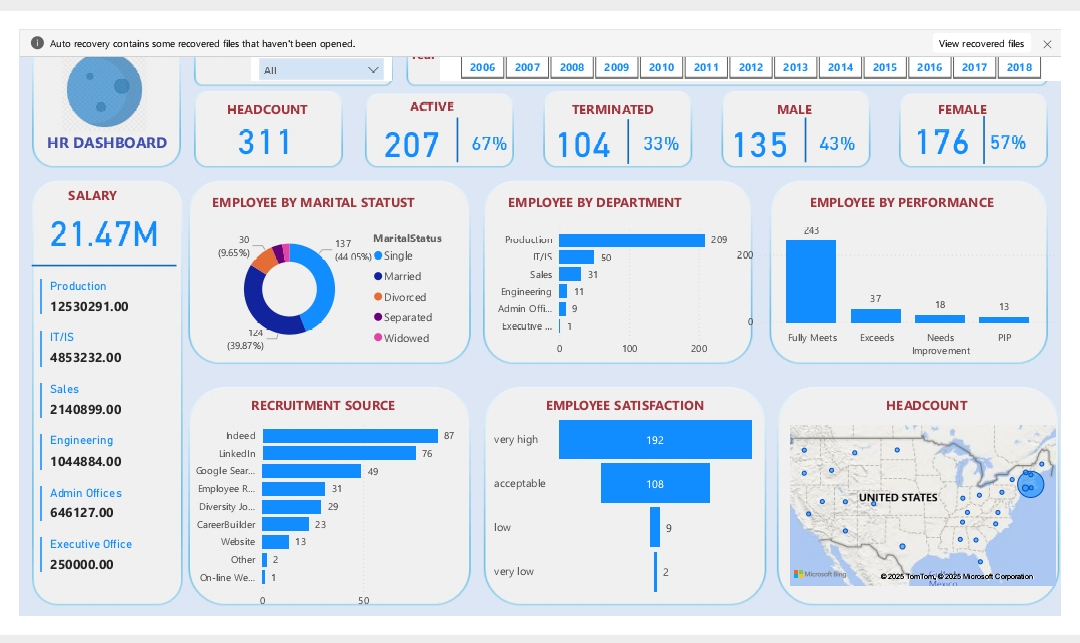 Auto recovery contains some recovered files that haven't been opened.
View recovered files
All
2006 2007 2008 2009 2010 2011 2012 2013 2014 2015 2016 2017 2018
HR DASHBOARD
HEADCOUNT
311
ACTIVE
207 67%
TERMINATED
104 33%
MALE
135 43%
FEMALE
176 57%
SALARY
21.47M
Production
12530291.00
IT/IS
4853232.00
Sales
2140899.00
Engineering
1044884.00
Admin Offices
646127.00
Executive Office
250000.00
EMPLOYEE BY MARITAL STATUST
30
(9.65%)
137
(44.05%)
124
(39.87%)
MaritalStatus
Single
Married
Divorced
Separated
Widowed
EMPLOYEE BY DEPARTMENT
Production 209
IT/IS 50
Sales 31
Engineering 11
Admin Offi... 9
Executive ... 1
0 100 200
EMPLOYEE BY PERFORMANCE
200
0
243
37
18
13
Fully Meets Exceeds Needs Improvement PIP
RECRUITMENT SOURCE
Indeed 87
LinkedIn 76
Google Sear... 49
Employee R... 31
Diversity Jo... 29
CareerBuilder 23
Website 13
Other 2
On-line We... 1
0 50
EMPLOYEE SATISFACTION
very high 192
acceptable 108
low 9
very low 2
HEADCOUNT
UNITED STATES
Microsoft Bing
© 2025 TomTom, © 2025 Microsoft Corporation
Mexico